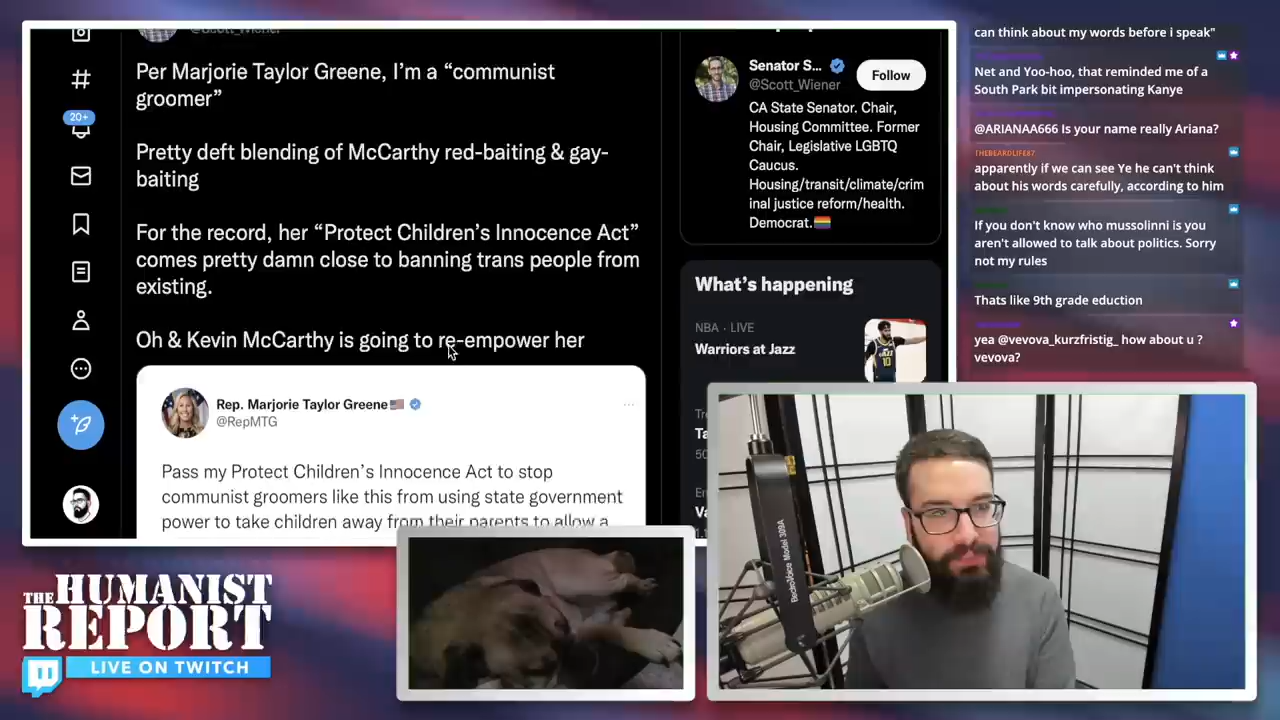 @Scott_Wiener
Per Marjorie Taylor Greene, I’m a “communist
groomer”
Pretty deft blending of McCarthy red-baiting & gay-
baiting
For the record, her “Protect Children’s Innocence Act”
comes pretty damn close to banning trans people from
existing.
Oh & Kevin McCarthy is going to re-empower her
Rep. Marjorie Taylor Greene
@RepMTG
Pass my Protect Children’s Innocence Act to stop
communist groomers like this from using state government
power to take children away from their parents to allow a
20+
Senator S...
@Scott_Wiener
Follow
CA State Senator. Chair,
Housing Committee. Former
Chair, Legislative LGBTQ
Caucus.
Housing/transit/climate/crim
inal justice reform/health.
Democrat.
What’s happening
NBA · LIVE
Warriors at Jazz
can think about my words before i speak"
Net and Yoo-hoo, that reminded me of a
South Park bit impersonating Kanye
@ARIANAA666 Is your name really Ariana?
THEBEARDLIFE87
apparently if we can see Ye he can't think
about his words carefully, according to him
If you don't know who mussolinni is you
aren't allowed to talk about politics. Sorry
not my rules
Thats like 9th grade eduction
yea @vevova_kurzfristig_ how about u ?
vevova?
THE HUMANIST
REPORT
LIVE ON TWITCH
ElectroVoice Model 309A